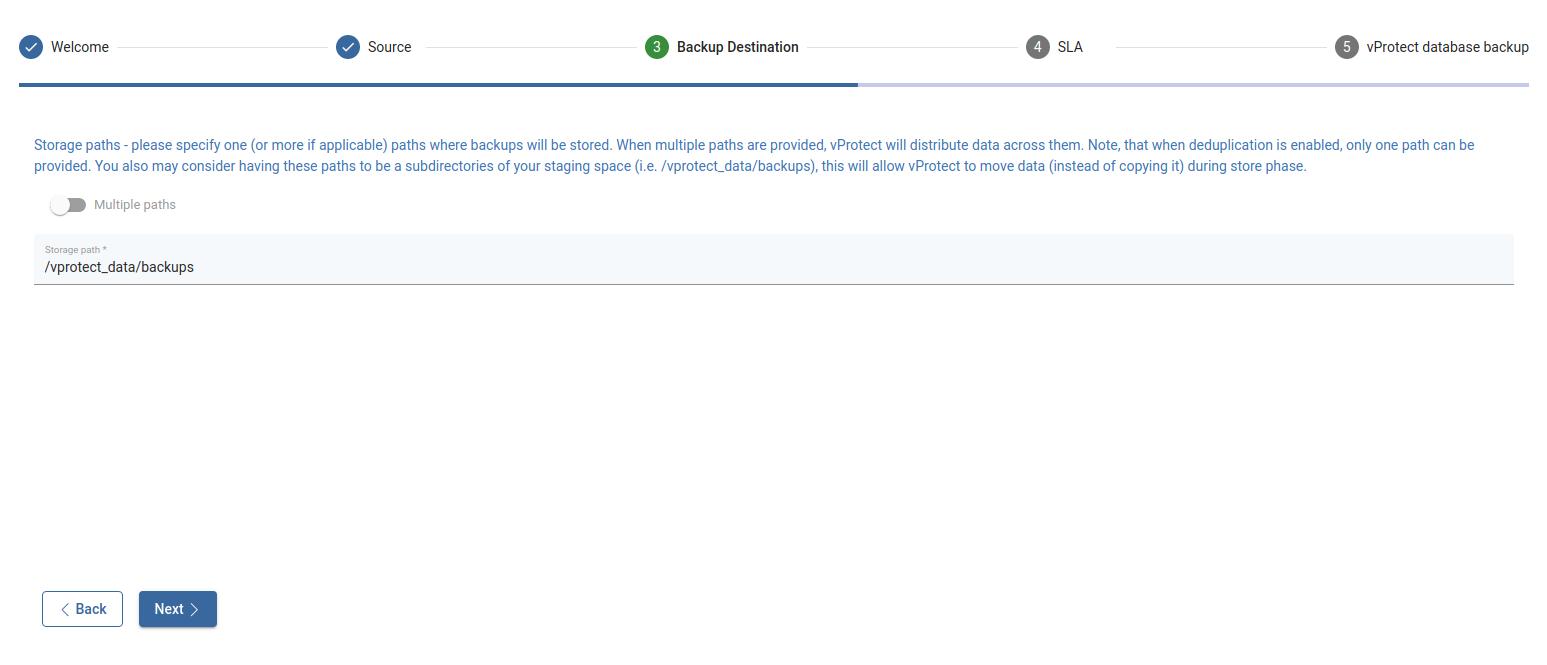 Welcome
Source
3 Backup Destination
4 SLA
5 vProtect database backup
Storage paths - please specify one (or more if applicable) paths where backups will be stored. When multiple paths are provided, vProtect will distribute data across them. Note, that when deduplication is enabled, only one path can be
provided. You also may consider having these paths to be a subdirectories of your staging space (i.e. /vprotect_data/backups), this will allow vProtect to move data (instead of copying it) during store phase.
Multiple paths
Storage path *
/vprotect_data/backups
Back
Next